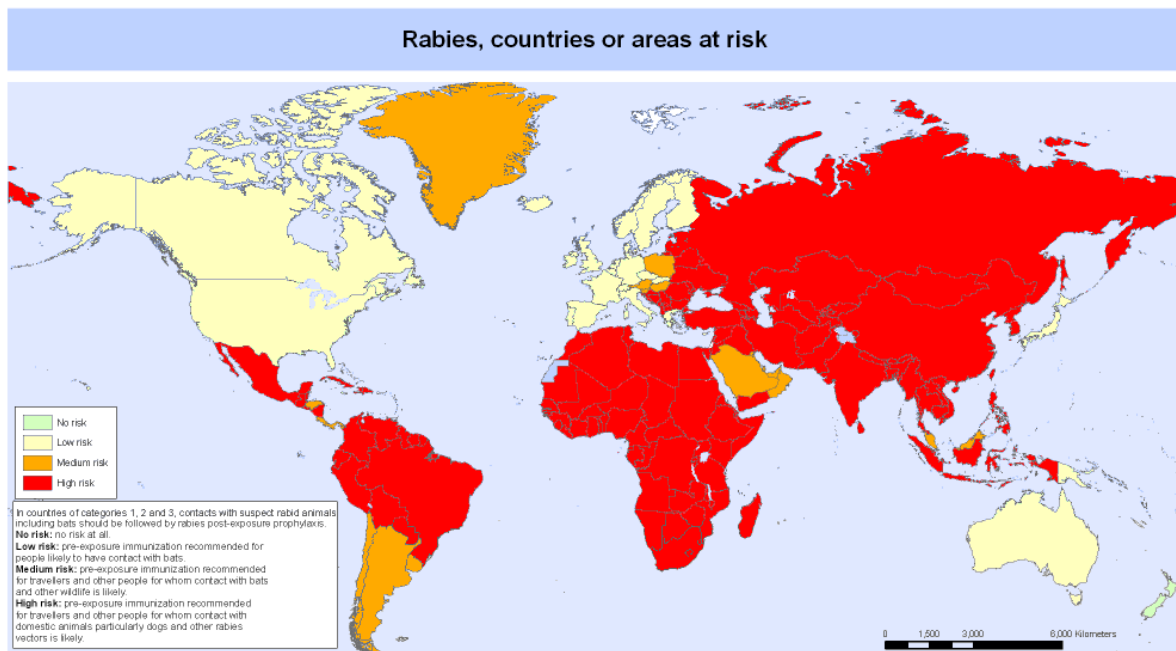 Rabies, countries or areas at risk
No risk
Low risk
Medium risk
High risk
In countries of categories 1, 2 and 3, contacts with suspect rabid animals
including bats should be followed by rabies post-exposure prophylaxis.
No risk: no risk at all.
Low risk: pre-exposure immunization recommended for
people likely to have contact with bats.
Medium risk: pre-exposure immunization recommended
for travellers and other people for whom contact with bats
and other wildlife is likely.
High risk: pre-exposure immunization recommended
for travellers and other people for whom contact with
domestic animals particularly dogs and other rabies
vectors is likely.
0 1,500 3,000 6,000 Kilometers